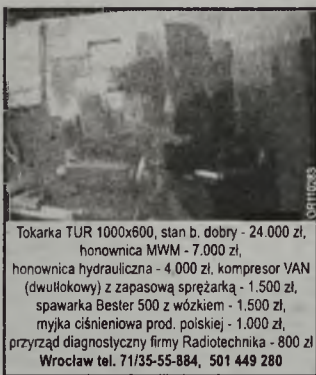 OP110283
Tokarka TUR 1000x600, stan b. dobry - 24.000 zł,
honownica MWM - 7.000 zł,
honownica hydrauliczna - 4.000 zł, kompresor VAN
(dwutłokowy) z zapasową sprężarką - 1.500 zł,
spawarka Bester 500 z wózkiem - 1.500 zł,
myjka ciśnieniowa prod. polskiej - 1.000 zł,
przyrząd diagnostyczny firmy Radiotechnika - 800 zł
Wrocław tel. 71/35-55-884, 501 449 280